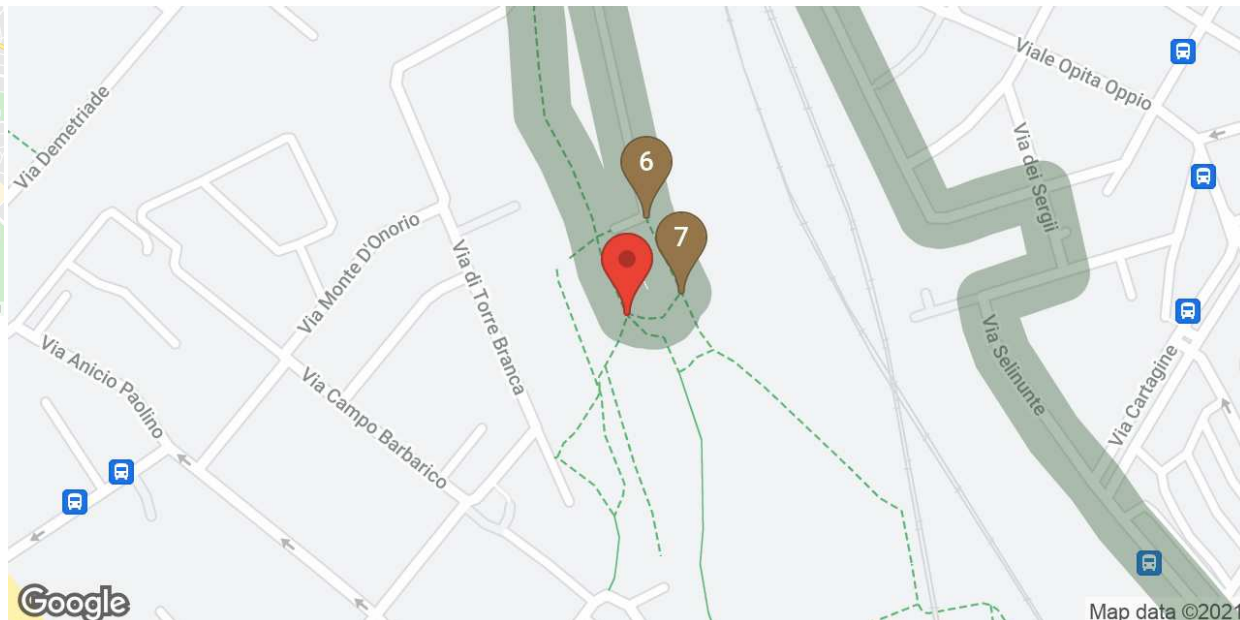 Viale Opita Oppio
Via Demetriade
Via dei Sergii
6
7
Via Monte D'Onorio
Via di Torre Branca
Via Anicio Paolino
Via Campo Barbarico
Via Selinunte
Via Cartagine
Google
Map data ©2021